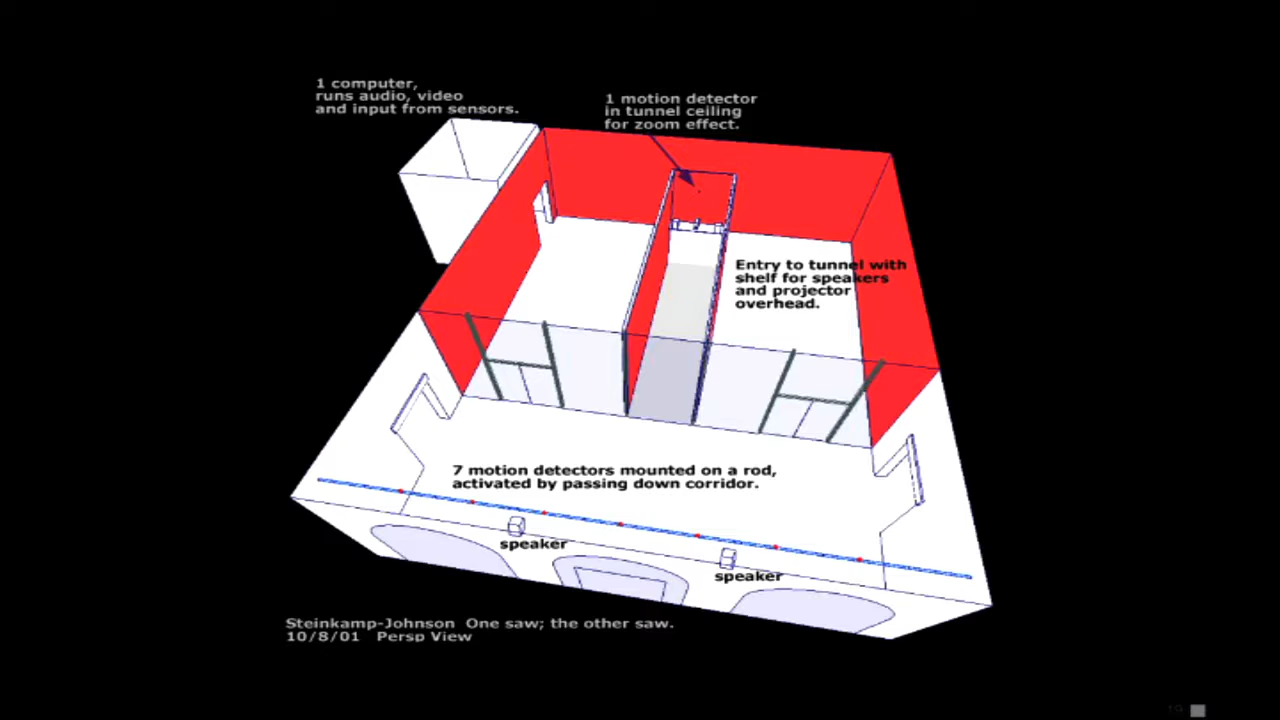 1 computer,
runs audio, video
and input from sensors.
1 motion detector
in tunnel ceiling
for zoom effect.
Entry to tunnel with
shelf for speakers
and projector
overhead.
7 motion detectors mounted on a rod,
activated by passing down corridor.
speaker
speaker
Steinkamp-Johnson One saw; the other saw.
10/8/01 Persp View
19